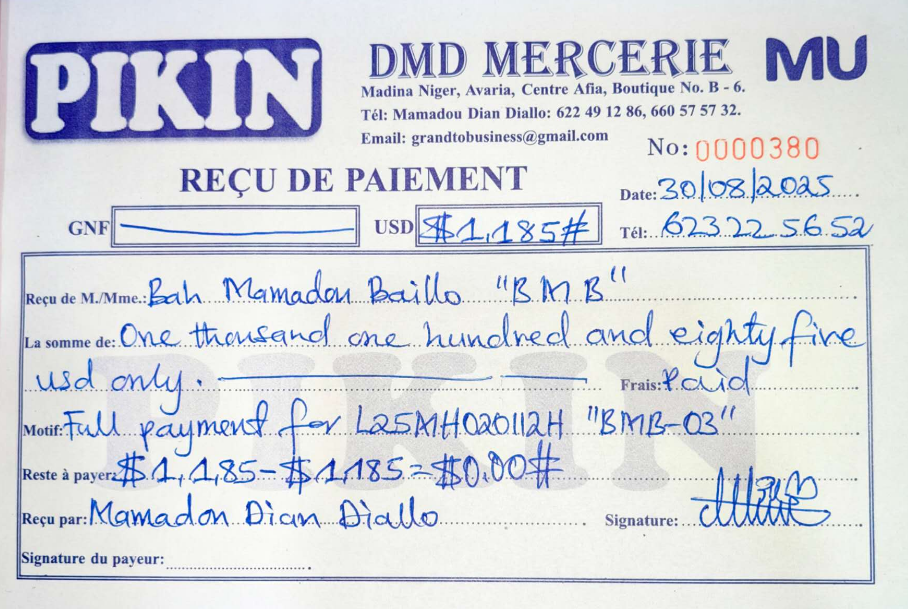 PIKIN
DMD MERCERIE
MU
Madina Niger, Avaria, Centre Afia, Boutique No. B - 6.
Tél: Mamadou Dian Diallo: 622 49 12 86, 660 57 57 32.
Email: grandtobusiness@gmail.com
No: 0000380
REÇU DE PAIEMENT
Date: 30/08/2025
GNF
USD $1,185#
Tél: 623 22 56 52
Reçu de M./Mme.: Bah Mamadou Baillo "BMB"
La somme de: One thousand one hundred and eighty five
usd only.
Frais: Paid
Motif: Full payment for L25MH020112H "BMB-03"
Reste à payer: $1,185-$1,185=$0.00#
Reçu par: Mamadou Dian Diallo
Signature:
Signature du payeur:
PIKIN